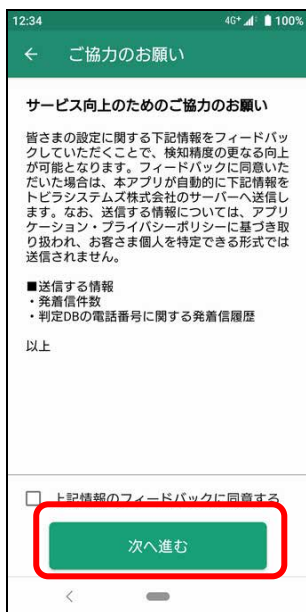 12:34 4G+ 100%
← ご協力のお願い
サービス向上のためのご協力のお願い
皆さまの設定に関する下記情報をフィードバッ
クしていただくことで、検知精度の更なる向上
が可能となります。フィードバックに同意いた
だいた場合は、本アプリが自動的に下記情報を
トビラシステムズ株式会社のサーバーへ送信し
ます。なお、送信する情報については、アプリ
ケーション・プライバシーポリシーに基づき取
り扱われ、お客さま個人を特定できる形式では
送信されません。
■送信する情報
・発着信件数
・判定DBの電話番号に関する発着信履歴
以上
上記情報のフィードバックに同意する
次へ進む